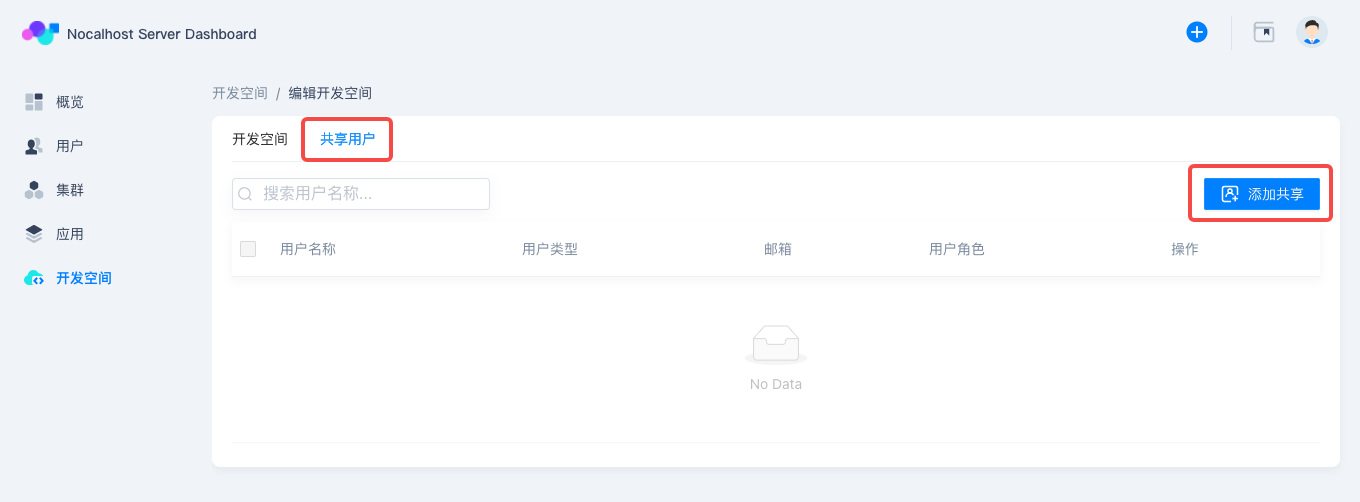 Nocalhost Server Dashboard
概览
用户
集群
应用
开发空间
开发空间 / 编辑开发空间
开发空间 共享用户
搜索用户名称...
添加共享
用户名称 用户类型 邮箱 用户角色 操作
No Data